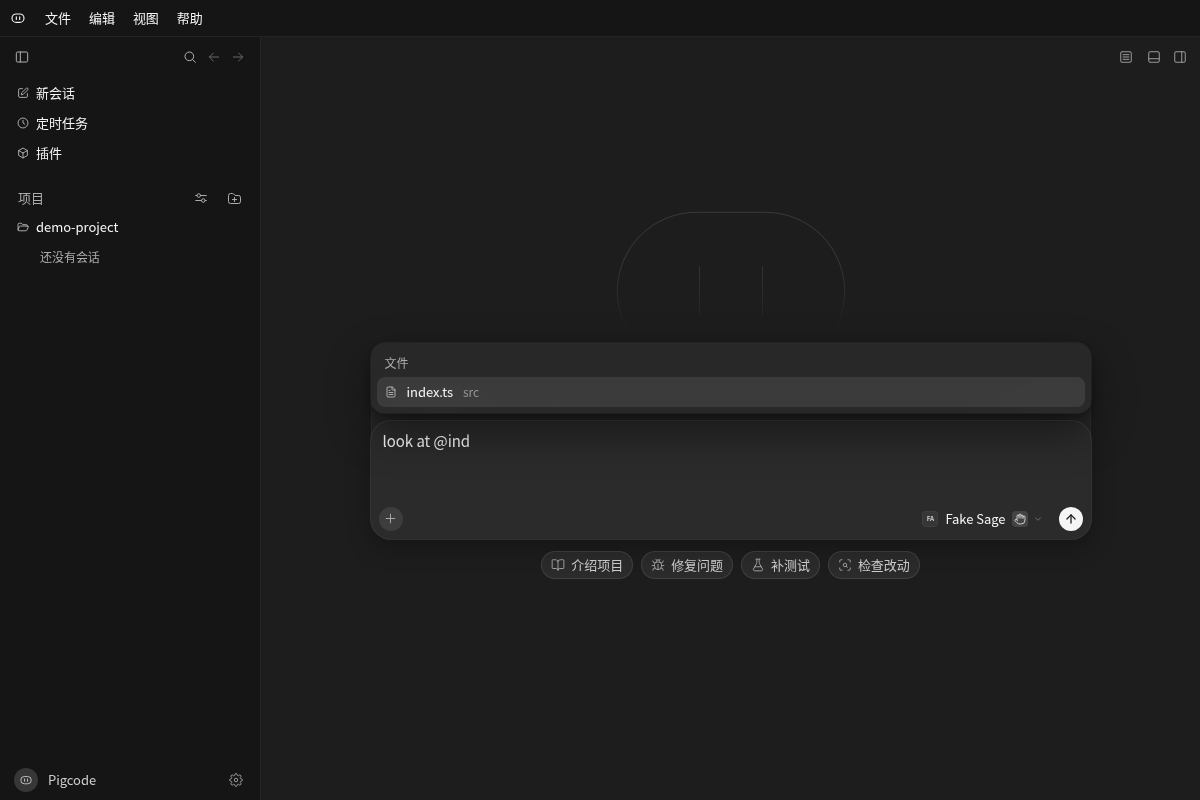 文件 编辑 视图 帮助
新会话
定时任务
插件
项目
demo-project
还没有会话
文件
index.ts src
look at @ind
FA Fake Sage
介绍项目 修复问题 补测试 检查改动
Pigcode